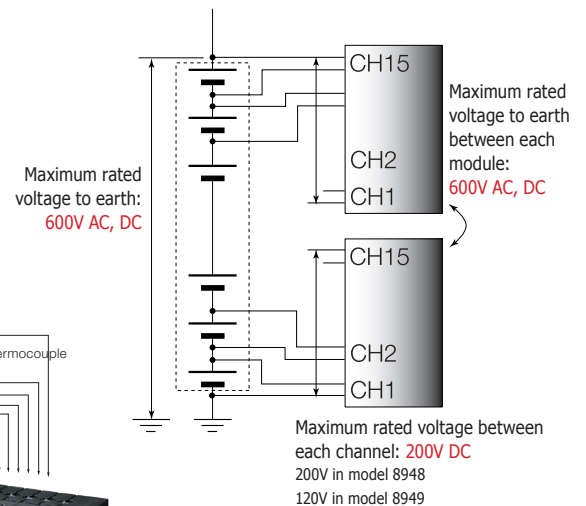 CH15
CH2
CH1
Maximum rated
voltage to earth
between each
module:
600V AC, DC
Maximum rated
voltage to earth:
600V AC, DC
CH15
CH2
CH1
Maximum rated voltage between
each channel: 200V DC
200V in model 8948
120V in model 8949